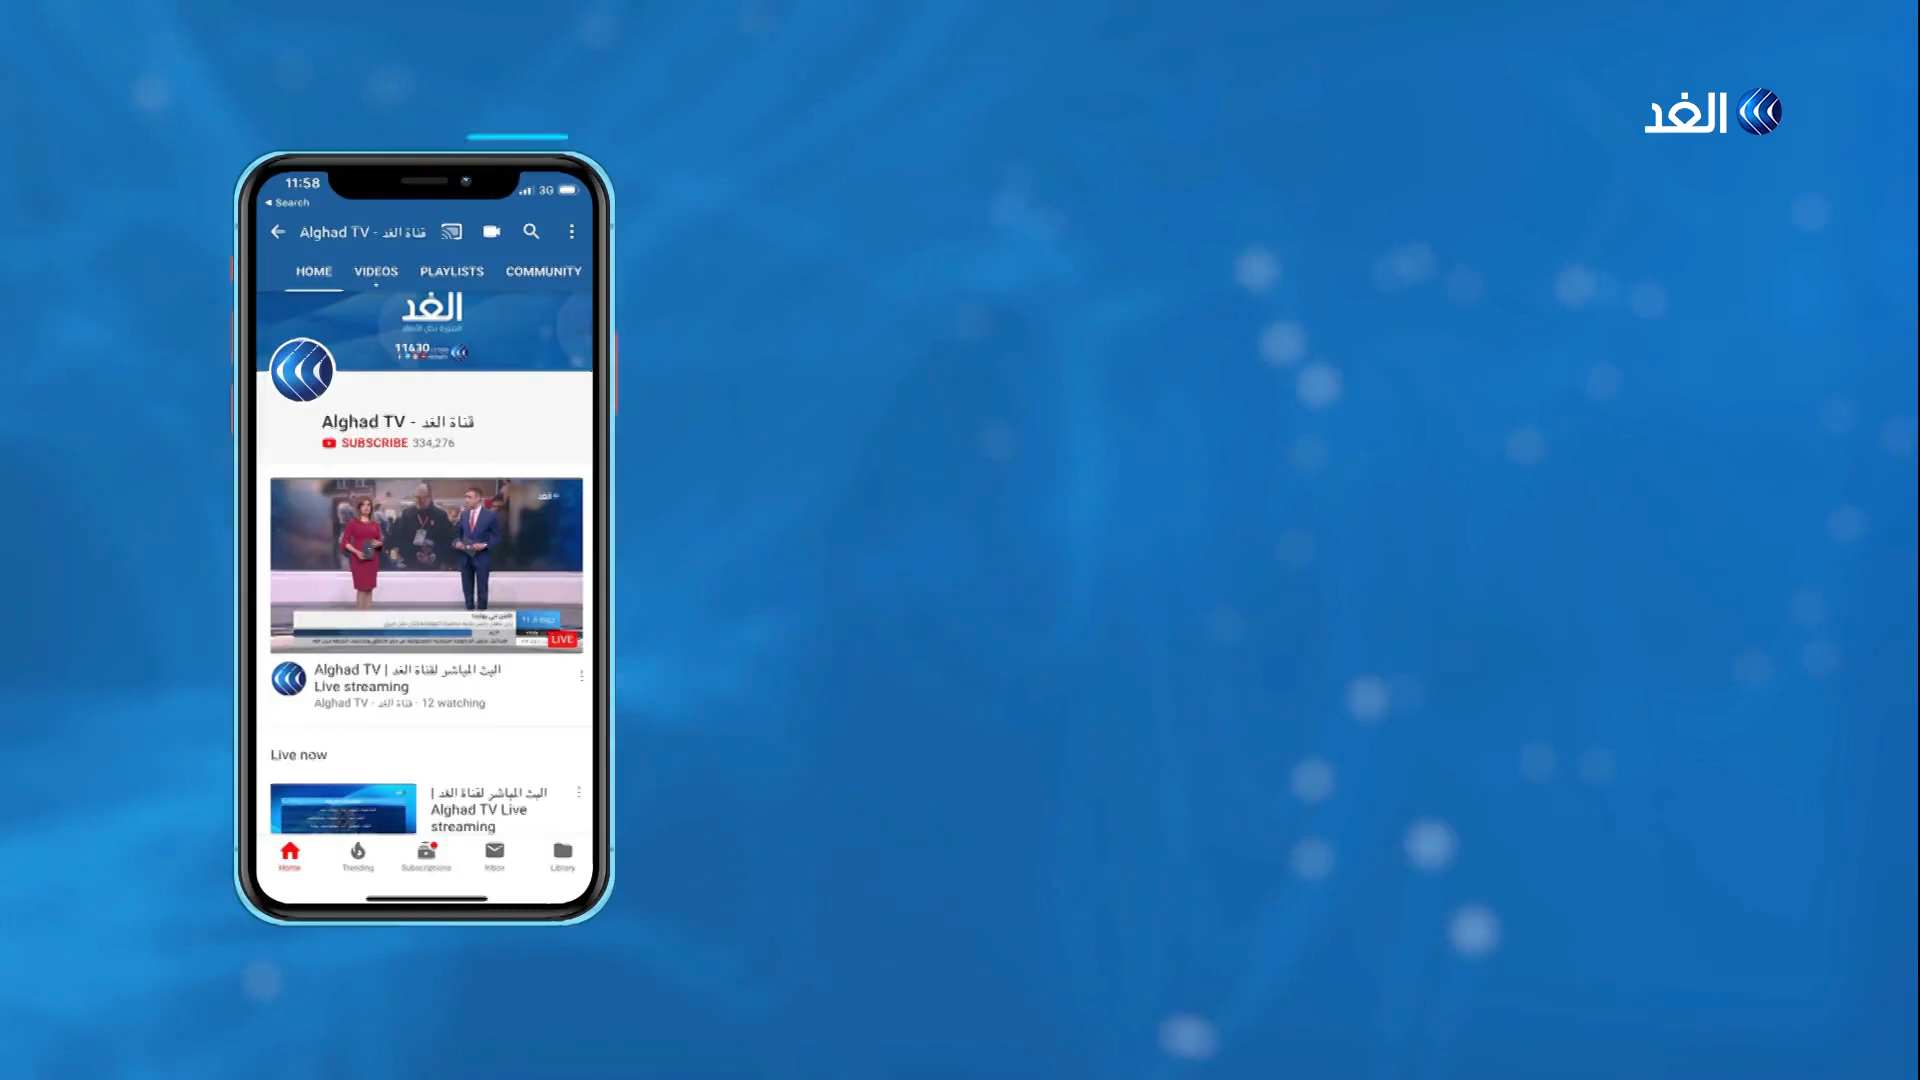 الغد
11:58
3G
Search
Alghad TV - قناة الغد
HOME VIDEOS PLAYLISTS COMMUNITY
الغد
11430
Alghad TV - قناة الغد
SUBSCRIBE 334,276
الغد
LIVE
Alghad TV | البث المباشر لقناة الغد
Live streaming
Alghad TV - قناة الغد · 12 watching
Live now
البث المباشر لقناة الغد |
Alghad TV Live
streaming
Home Trending Subscriptions Inbox Library